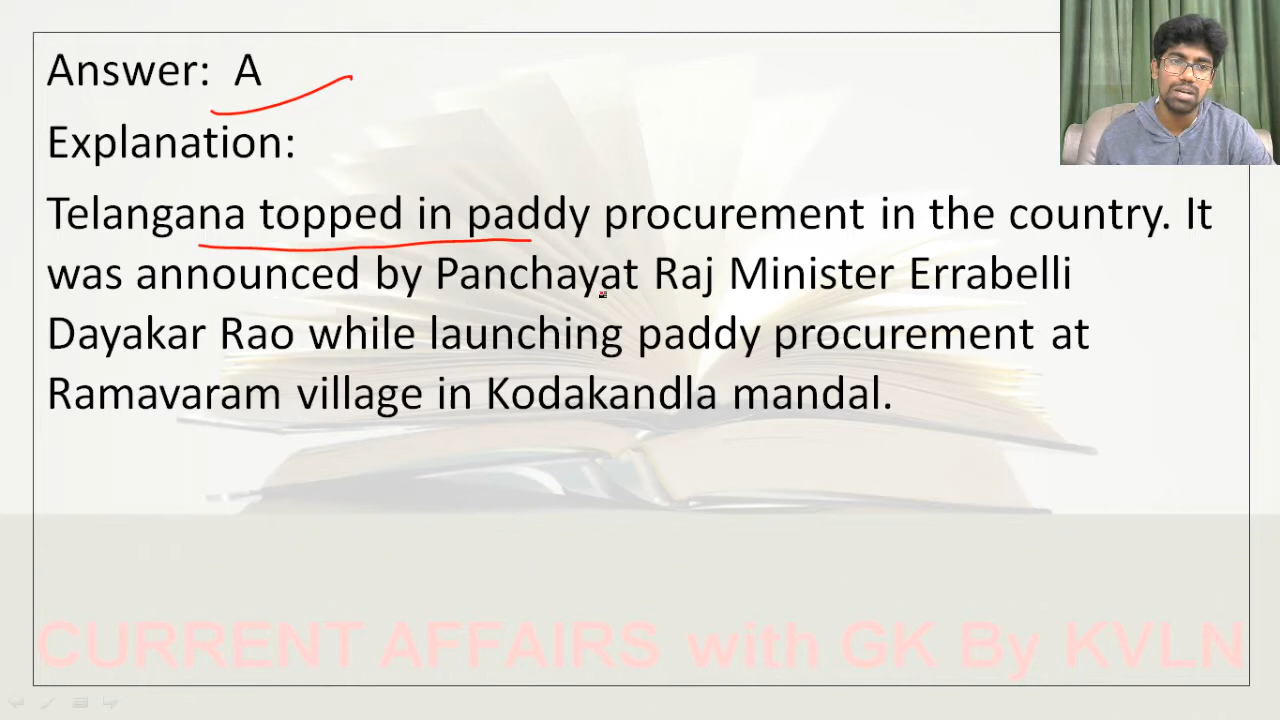 Answer: A
Explanation:
Telangana topped in paddy procurement in the country. It
was announced by Panchayat Raj Minister Errabelli
Dayakar Rao while launching paddy procurement at
Ramavaram village in Kodakandla mandal.
CURRENT AFFAIRS with GK By KVLN